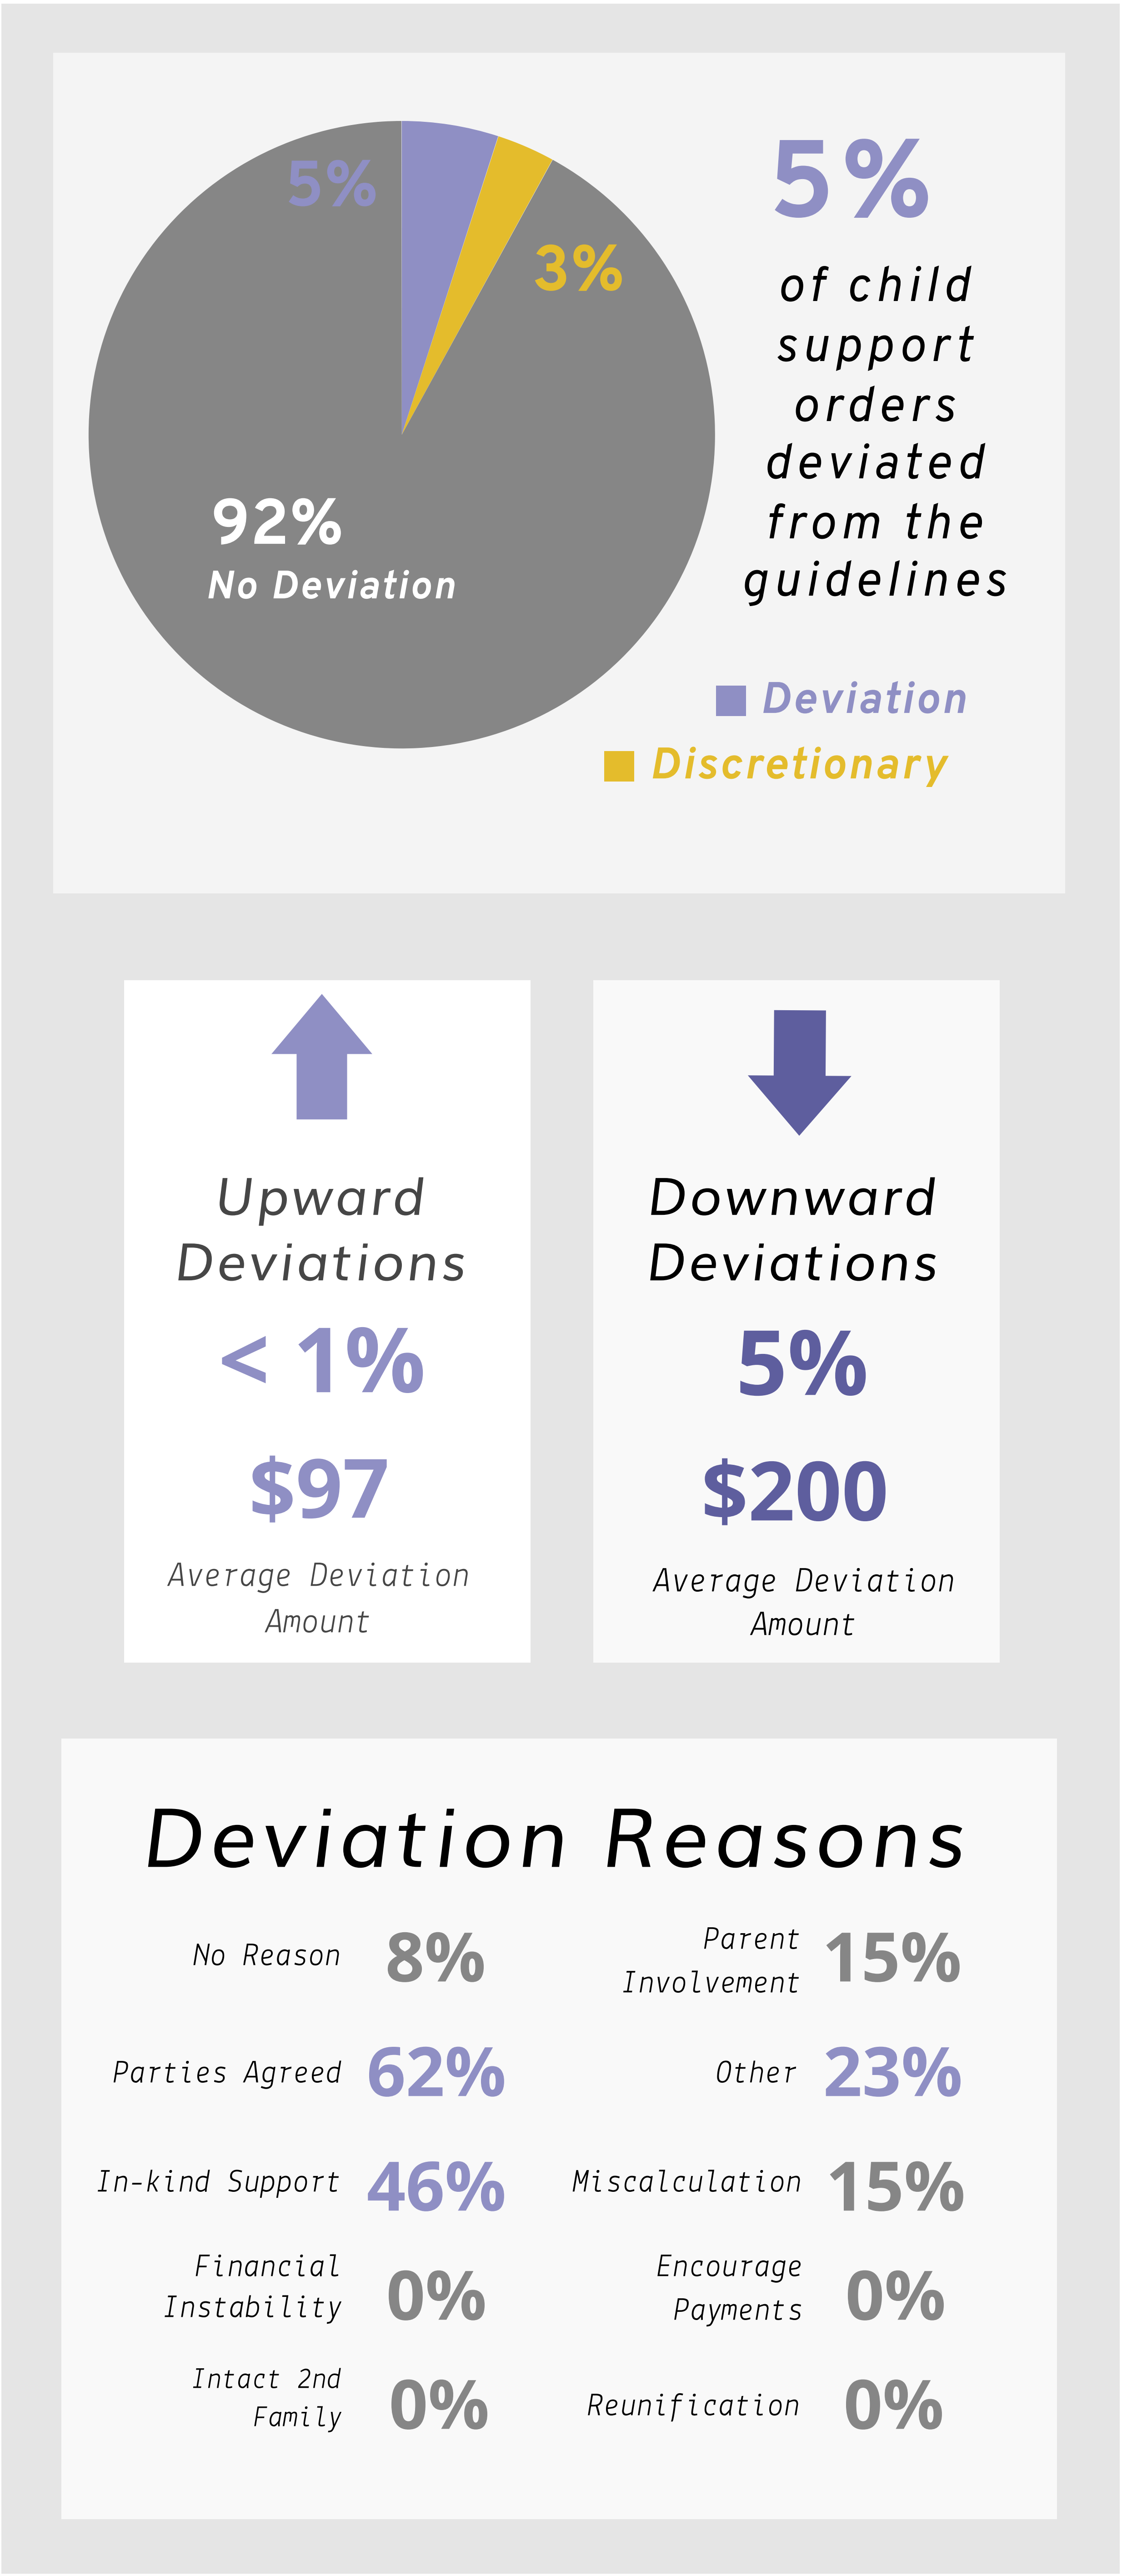 5%
3%
92%
No Deviation
5%
of child
support
orders
deviated
from the
guidelines
Deviation
Discretionary
Upward
Deviations
< 1%
$97
Average Deviation
Amount
Downward
Deviations
5%
$200
Average Deviation
Amount
Deviation Reasons
No Reason 8%
Parent
Involvement 15%
Parties Agreed 62%
Other 23%
In-kind Support 46%
Miscalculation 15%
Financial
Instability 0%
Encourage
Payments 0%
Intact 2nd
Family 0%
Reunification 0%